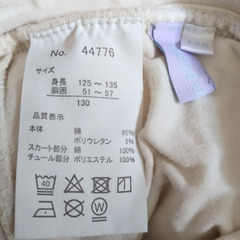 No. 44776
サイズ
身長 125～135
胴囲 51～57
130
品質表示
本体 綿 95%
ポリウレタン 5%
スカート部分 綿 100%
チュール部分 ポリエステル 100%
40
W